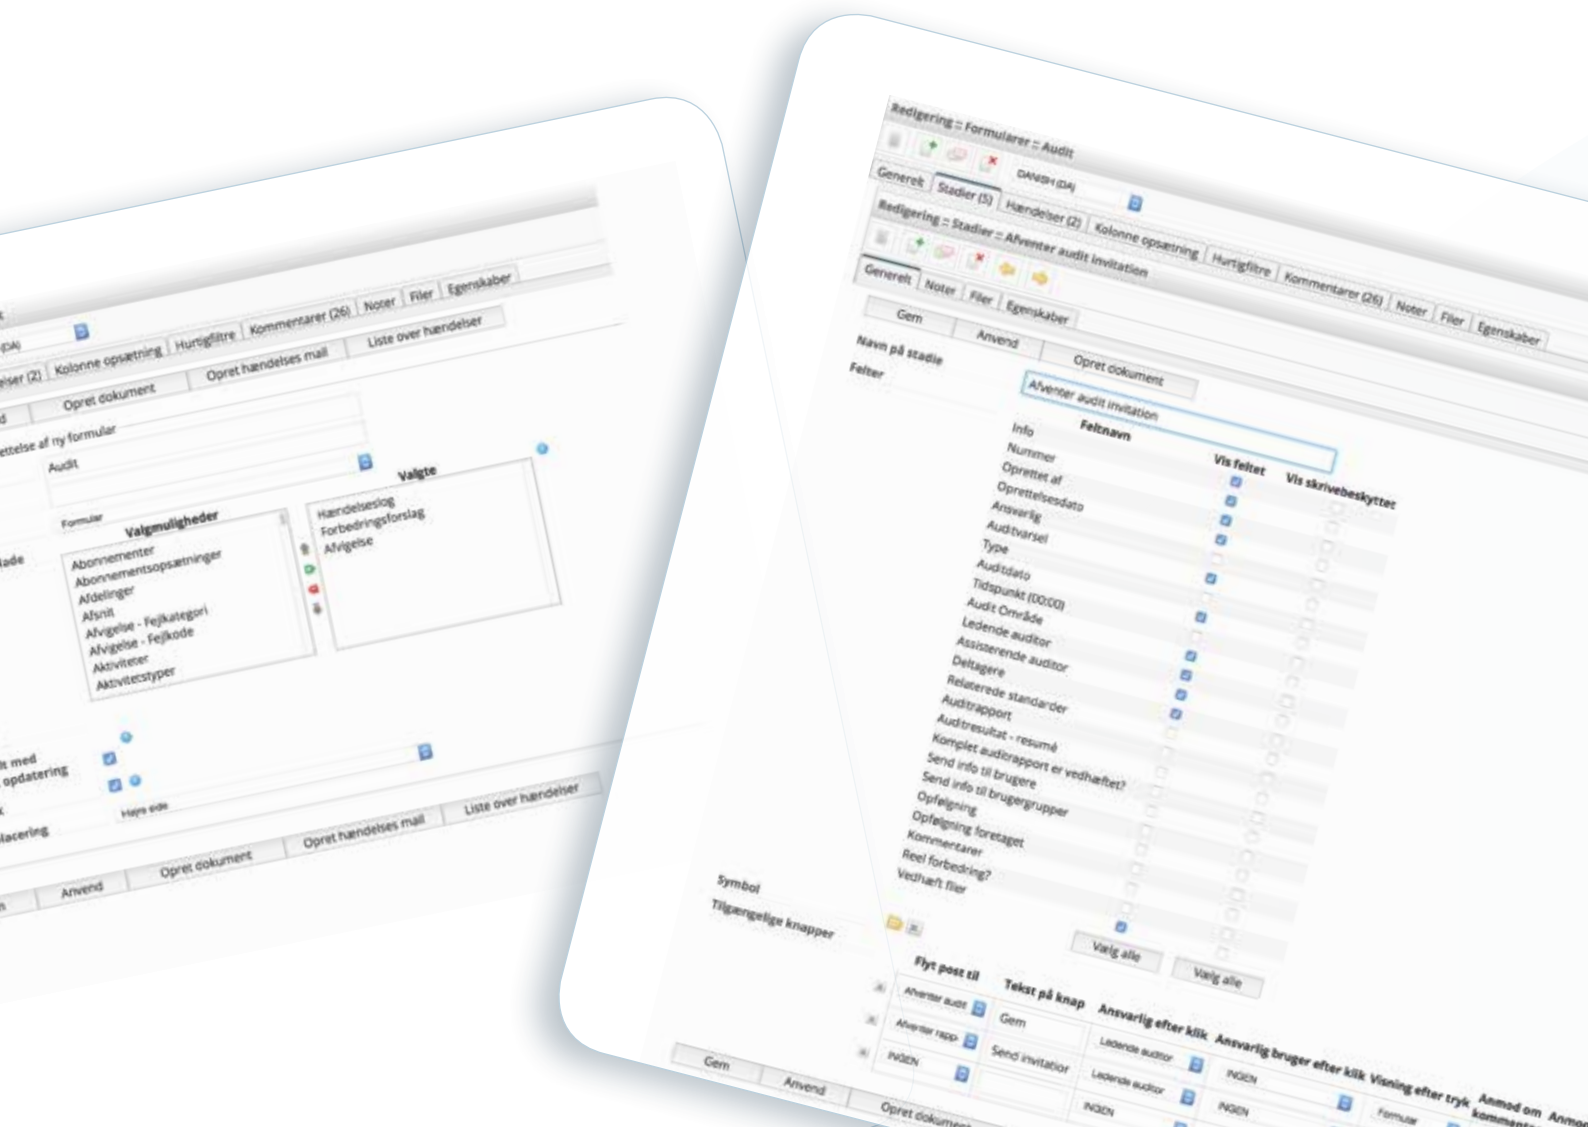 (DA)
(2) Kolonne opsætning Hurtigfiltre Kommentarer (26) Noter Filer Egenskaber
Opret dokument Opret hændelses mail Liste over hændelser
af ny formular
Audit
Formular
Valgmuligheder
Abonnementer
Abonnementsopsætninger
Afdelinger
Afsnit
Afvigelse - Fejlkategori
Afvigelse - Fejlkode
Aktiviteter
Aktivitetstyper
Valgte
Hændelseslog
Forbedringsforslag
Afvigelse
med
opdatering
Højre side
Anvend Opret dokument Opret hændelses mail Liste over hændelser
Redigering :: Formularer :: Audit
DANISH (DA)
Generelt Stadier (5) Hændelser (2) Kolonne opsætning Hurtigfiltre Kommentarer (26) Noter Filer Egenskaber
Redigering :: Stadier :: Afventer audit invitation
Generelt Noter Filer Egenskaber
Gem Anvend Opret dokument
Navn på stadie Afventer audit invitation
Felter
Feltnavn Vis feltet Vis skrivebeskyttet
Info
Nummer
Oprettet af
Oprettelsesdato
Ansvarlig
Auditvarsel
Type
Auditdato
Tidspunkt (00:00)
Audit Område
Ledende auditor
Assisterende auditor
Deltagere
Relaterede standarder
Auditrapport
Auditresultat - resumé
Komplet auditrapport er vedhæftet?
Send info til brugere
Send info til brugergrupper
Opfølgning
Opfølgning foretaget
Kommentarer
Reel forbedring?
Vedhæft filer
Vælg alle Vælg alle
Symbol
Tilgængelige knapper
Flyt post til Tekst på knap Ansvarlig efter klik Ansvarlig bruger efter klik Visning efter tryk Anmod om
Afventer audit Gem Ledende auditor INGEN Formular
Afventer rapp Send invitation Ledende auditor INGEN
INGEN INGEN
Gem Anvend Opret dokument